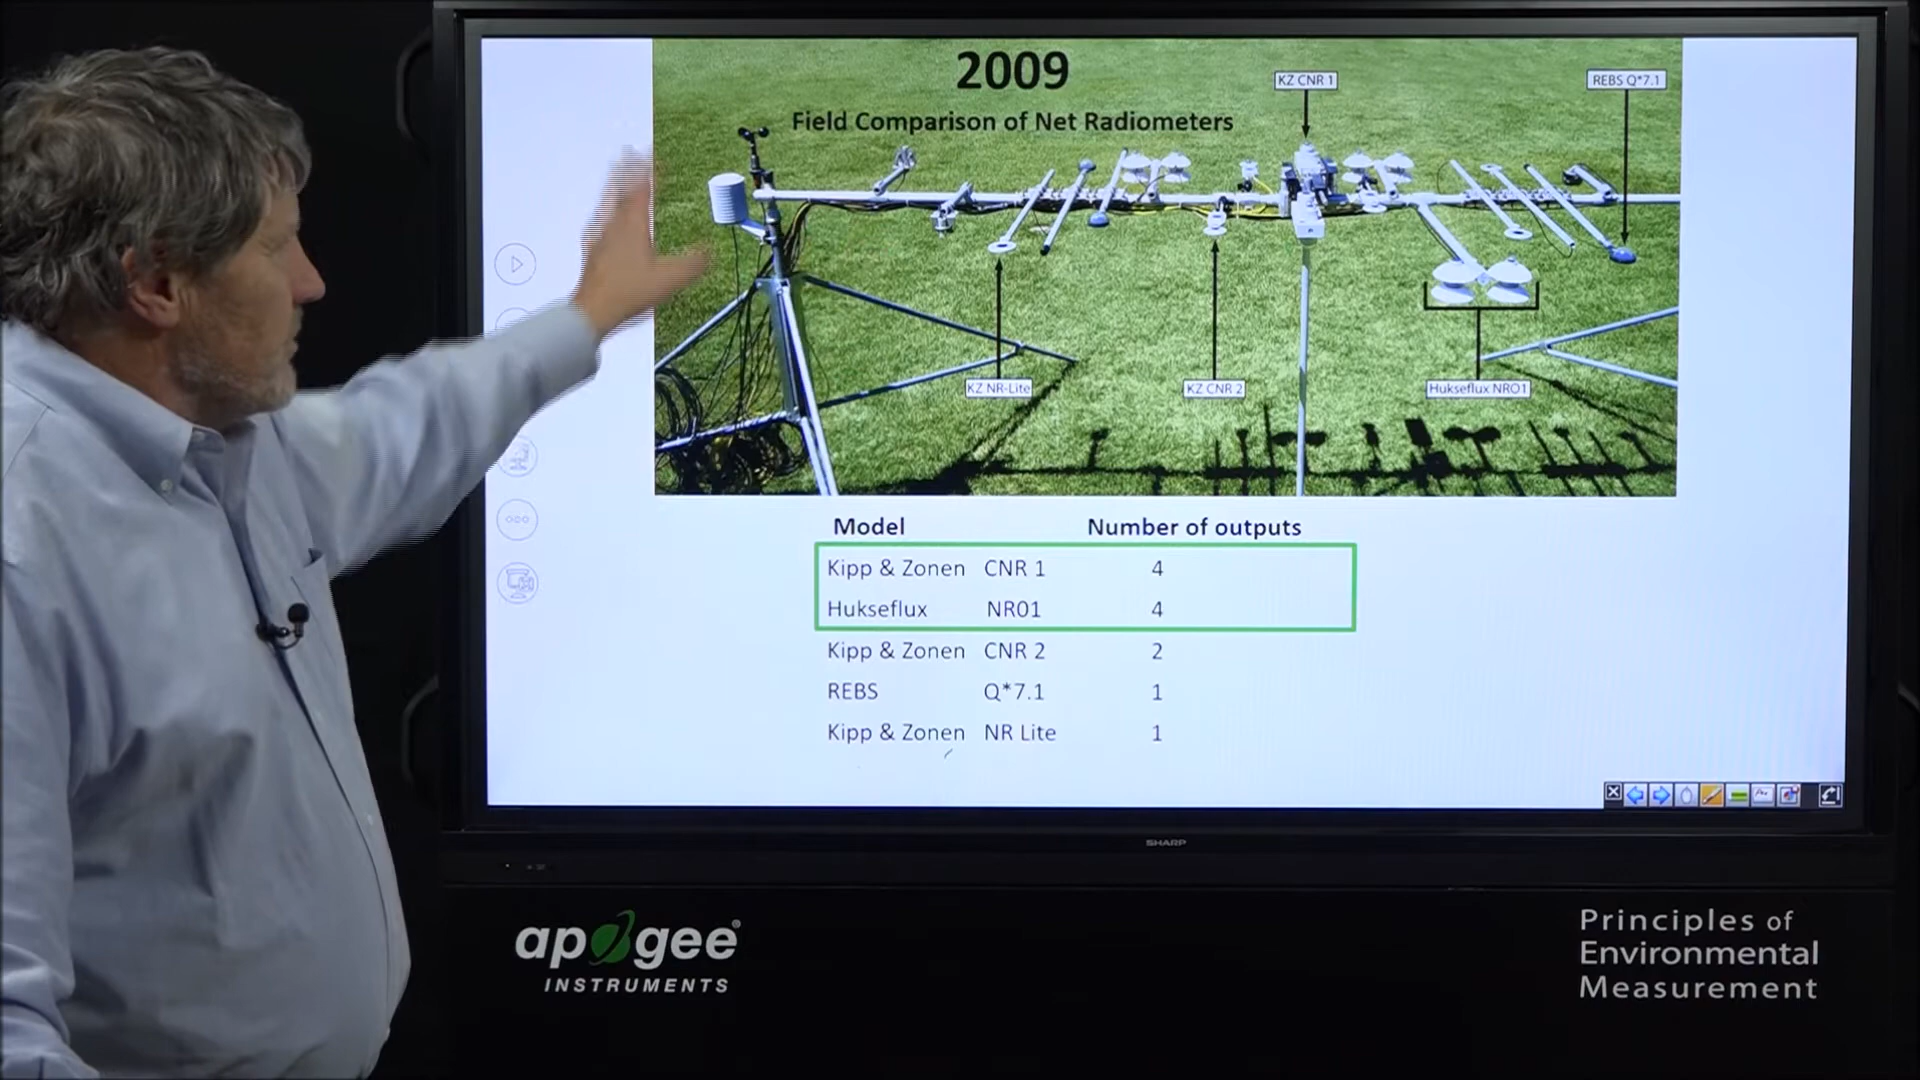 2009
Field Comparison of Net Radiometers
KZ CNR 1
REBS Q*7.1
KZ NR-Lite
KZ CNR 2
Hukseflux NRO1
Model Number of outputs
Kipp & Zonen CNR 1 4
Hukseflux NR01 4
Kipp & Zonen CNR 2 2
REBS Q*7.1 1
Kipp & Zonen NR Lite 1
SHARP
apogee®
INSTRUMENTS
Principles of
Environmental
Measurement